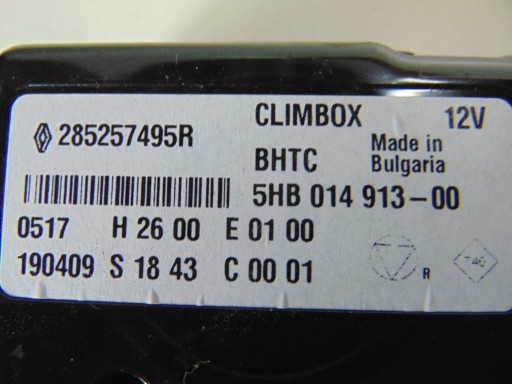 CLIMBOX 12V
285257495R
BHTC Made in Bulgaria
5HB 014 913-00
0517 H 26 00 E 01 00
190409 S 18 43 C 00 01
R